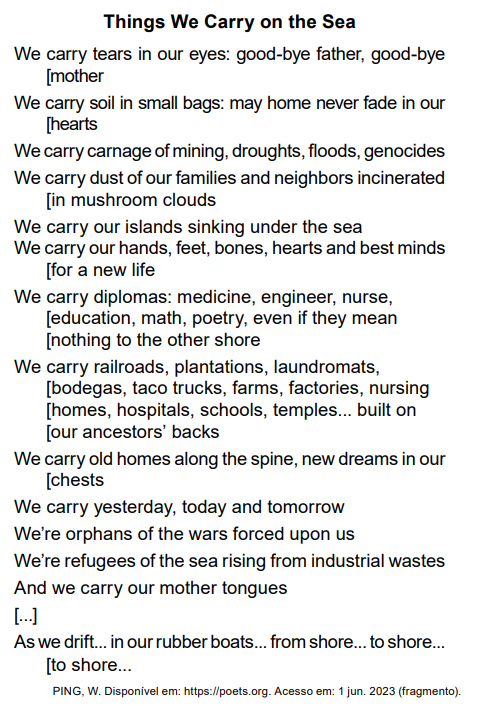 Things We Carry on the Sea
We carry tears in our eyes: good-bye father, good-bye
[mother
We carry soil in small bags: may home never fade in our
[hearts
We carry carnage of mining, droughts, floods, genocides
We carry dust of our families and neighbors incinerated
[in mushroom clouds
We carry our islands sinking under the sea
We carry our hands, feet, bones, hearts and best minds
[for a new life
We carry diplomas: medicine, engineer, nurse,
[education, math, poetry, even if they mean
[nothing to the other shore
We carry railroads, plantations, laundromats,
[bodegas, taco trucks, farms, factories, nursing
[homes, hospitals, schools, temples... built on
[our ancestors’ backs
We carry old homes along the spine, new dreams in our
[chests
We carry yesterday, today and tomorrow
We’re orphans of the wars forced upon us
We’re refugees of the sea rising from industrial wastes
And we carry our mother tongues
[...]
As we drift... in our rubber boats... from shore... to shore...
[to shore...
PING, W. Disponível em: https://poets.org. Acesso em: 1 jun. 2023 (fragmento).